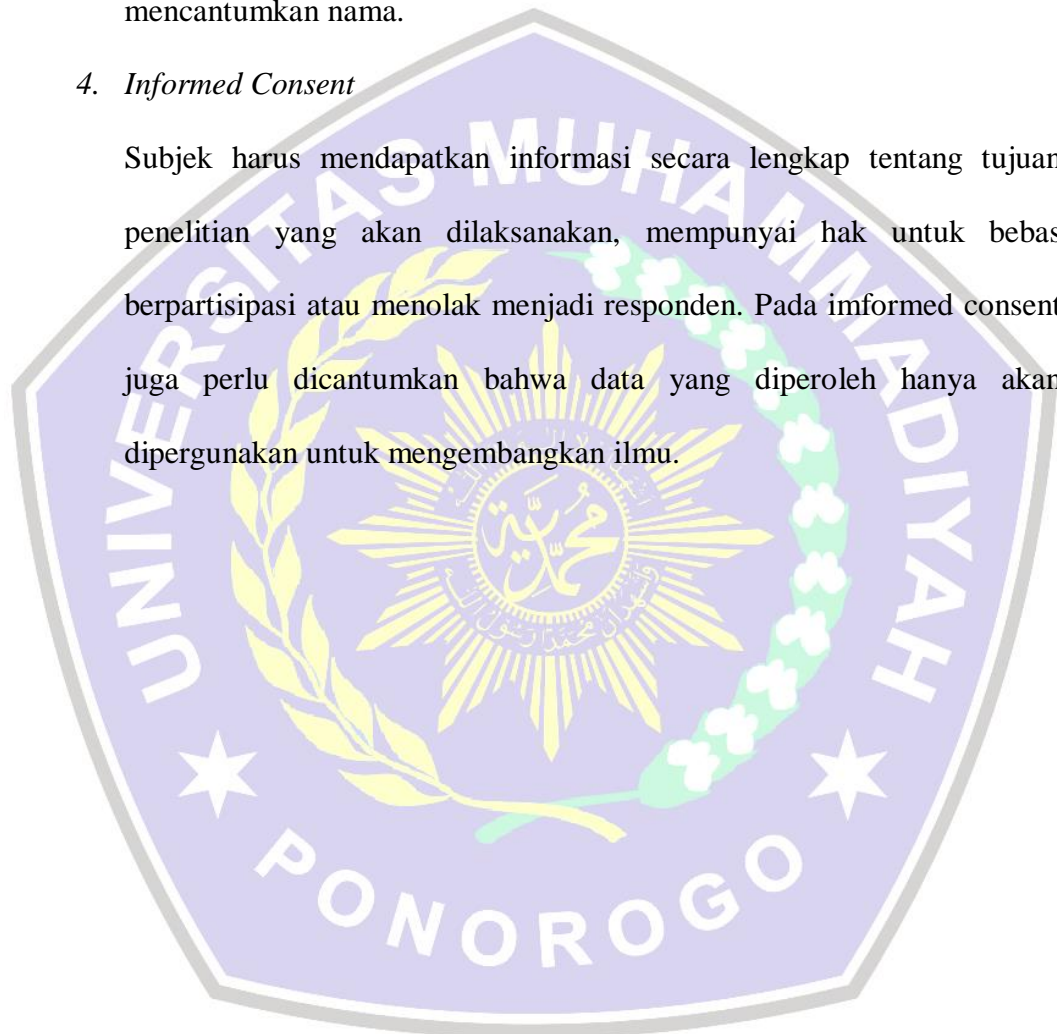 mencantumkan nama.
4. Informed Consent
Subjek harus mendapatkan informasi secara lengkap tentang tujuan
penelitian yang akan dilaksanakan, mempunyai hak untuk bebas
berpartisipasi atau menolak menjadi responden. Pada imformed consent
juga perlu dicantumkan bahwa data yang diperoleh hanya akan
dipergunakan untuk mengembangkan ilmu.
UNIVERSITAS MUHAMMADIYAH
PONOROGO
محمدية